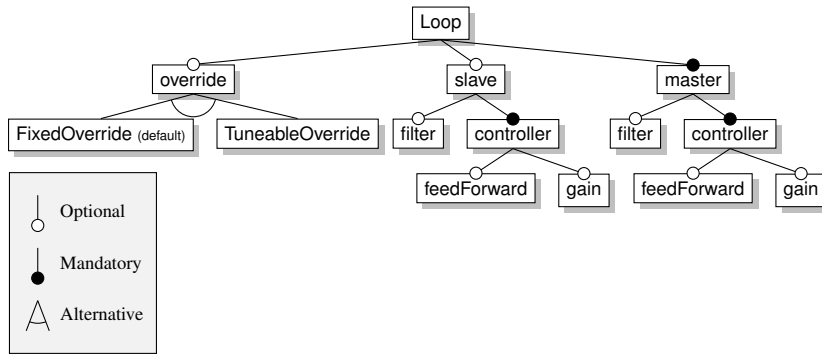 Loop
override slave master
FixedOverride (default) TuneableOverride filter controller filter controller
feedForward gain feedForward gain
Optional
Mandatory
Alternative